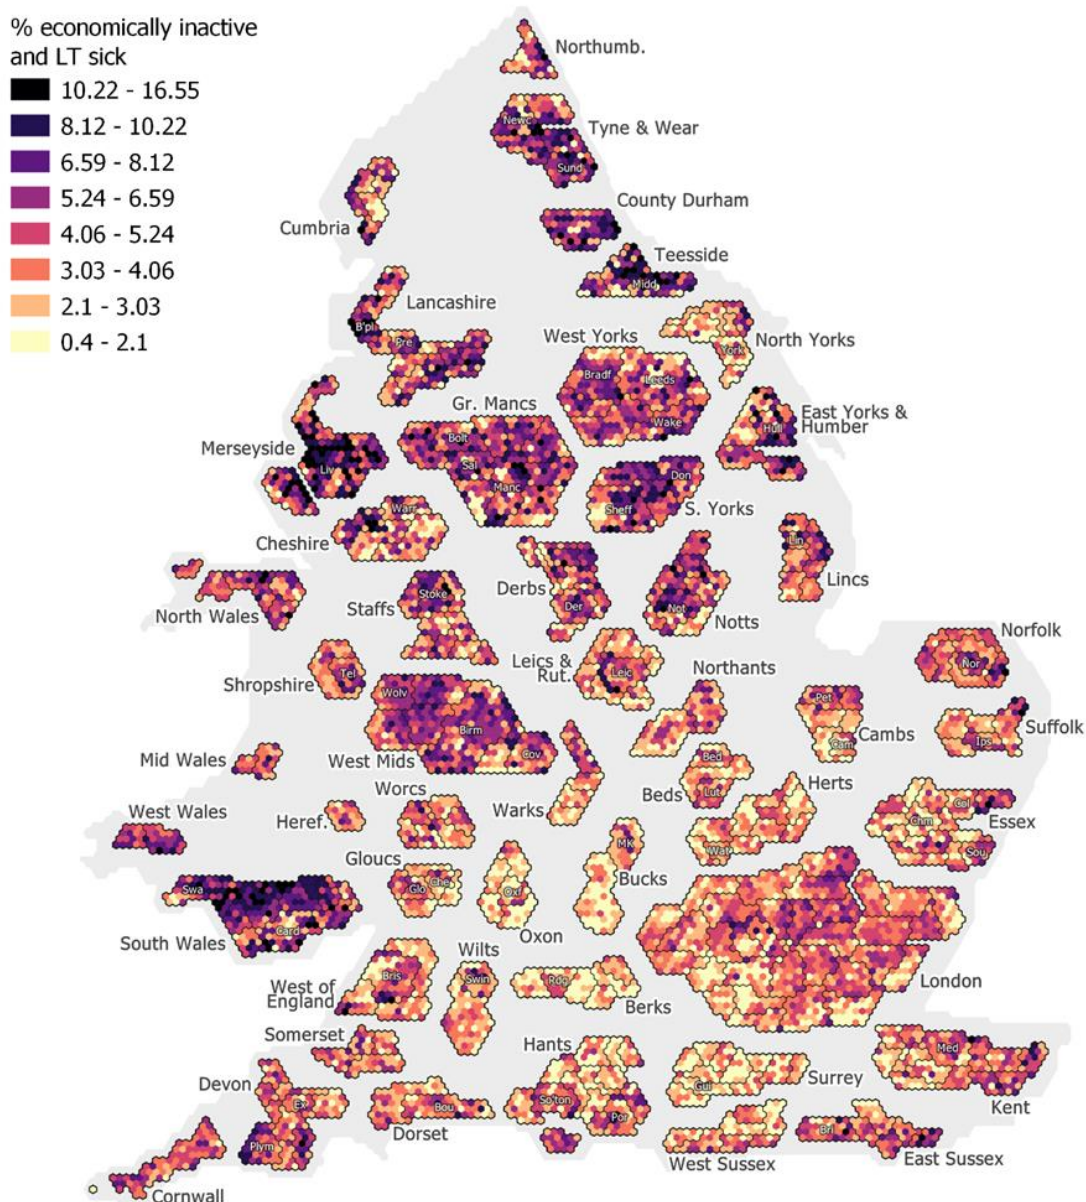 % economically inactive
and LT sick
10.22 - 16.55
8.12 - 10.22
6.59 - 8.12
5.24 - 6.59
4.06 - 5.24
3.03 - 4.06
2.1 - 3.03
0.4 - 2.1
Northumb.
Newc
Tyne & Wear
Sund
County Durham
Cumbria
Teesside
Midd
Lancashire
B'pl
Pre
West Yorks
North Yorks
York
Bradf
Leeds
Wake
Gr. Mancs
East Yorks &
Humber
Hull
Merseyside
Liv
Bolt
Sal
Manc
Don
Sheff
S. Yorks
Warr
Cheshire
Lin
Lincs
North Wales
Staffs
Stoke
Derbs
Der
Not
Notts
Norfolk
Nor
Shropshire
Tel
Leics &
Rut.
Leic
Northants
Wolv
Birm
Cov
West Mids
Pet
Cambs
Cam
Suffolk
Ips
Mid Wales
Worcs
Warks
Bed
Beds
Lut
Herts
Wat
West Wales
Heref.
Col
Chm
Essex
Sou
Gloucs
Glo
Che
MK
Bucks
Swa
Card
South Wales
Oxf
Oxon
Wilts
London
West of
England
Bris
Swin
Rdg
Berks
Somerset
Hants
Med
Kent
Devon
Ex
Plym
Bou
Dorset
So'ton
Por
Gui
Surrey
Bri
West Sussex
East Sussex
Cornwall